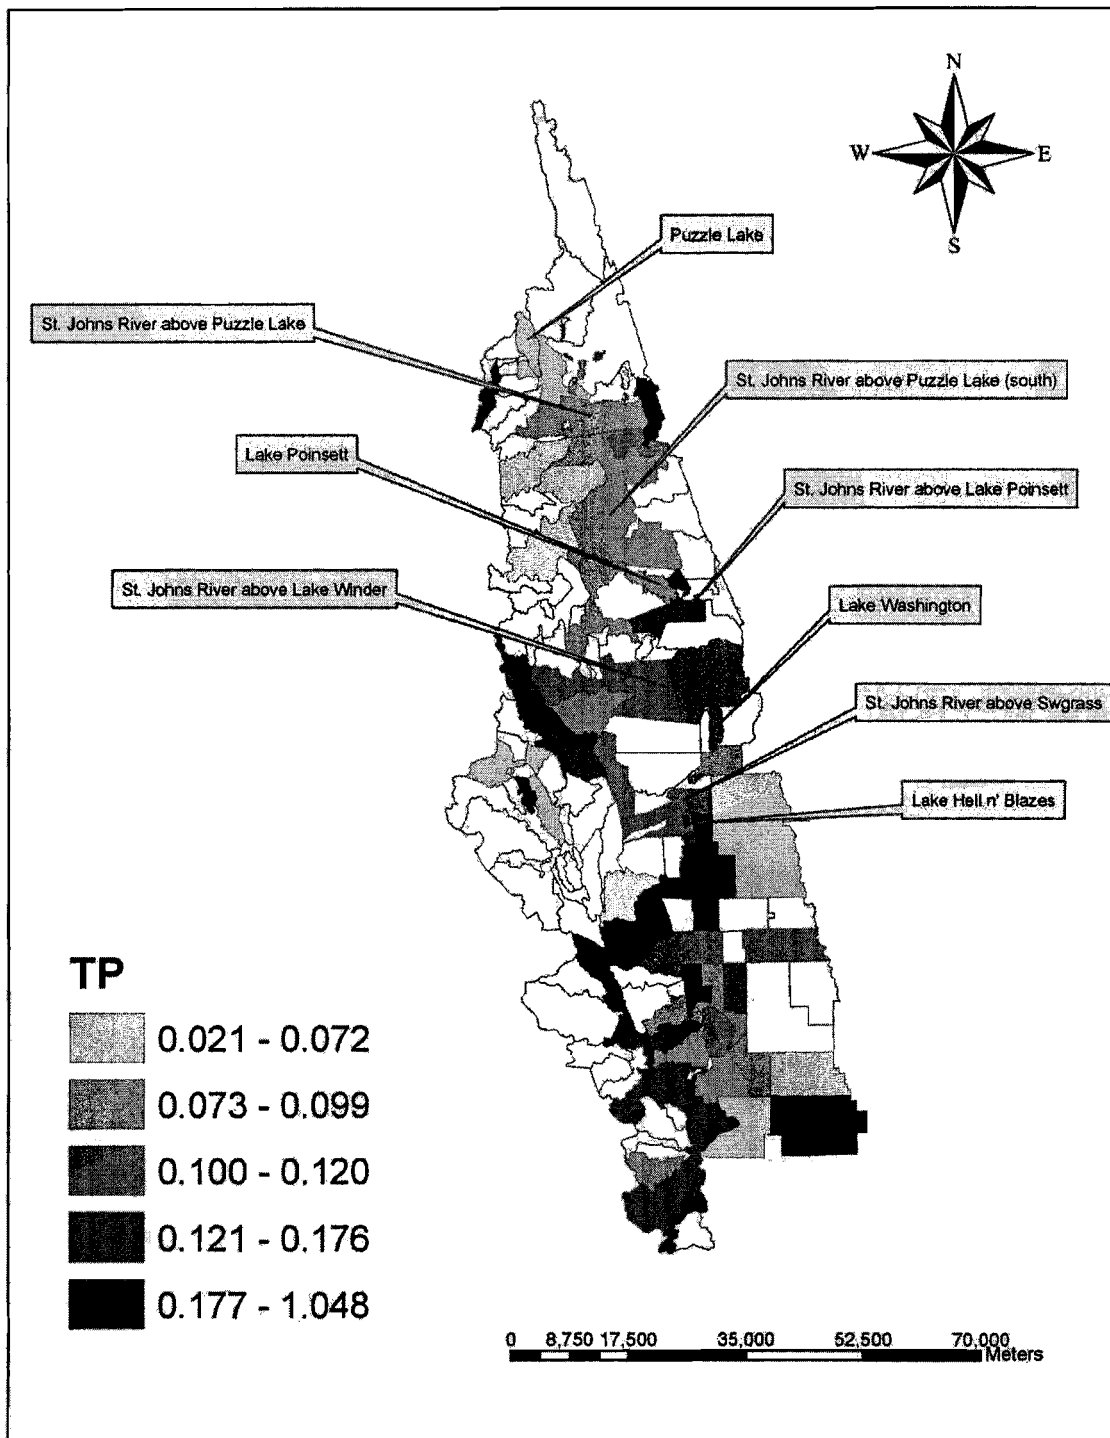 N
W E
S
Puzzle Lake
St. Johns River above Puzzle Lake
St. Johns River above Puzzle Lake (south)
Lake Poinsett
St. Johns River above Lake Poinsett
St. Johns River above Lake Winder
Lake Washington
St. Johns River above Swgrass
Lake Hell n' Blazes
TP
0.021 - 0.072
0.073 - 0.099
0.100 - 0.120
0.121 - 0.176
0.177 - 1.048
0 8,750 17,500 35,000 52,500 70,000
Meters